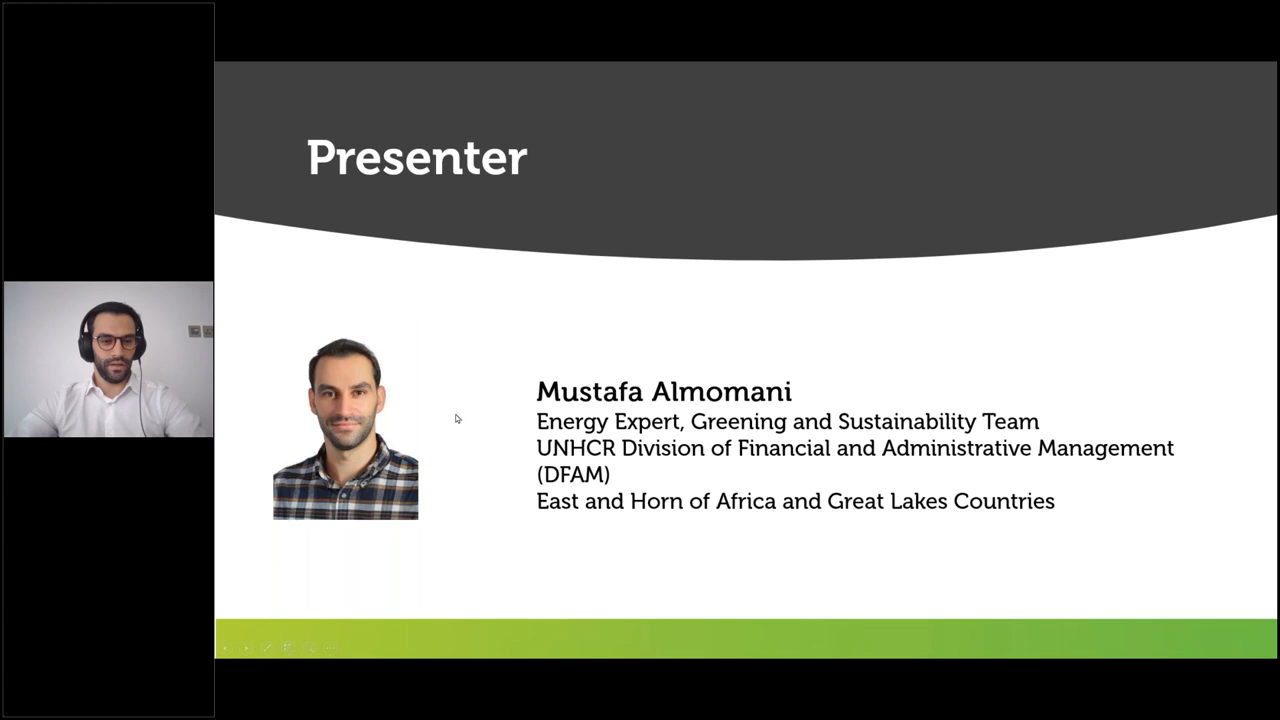 Presenter
Mustafa Almomani
Energy Expert, Greening and Sustainability Team
UNHCR Division of Financial and Administrative Management
(DFAM)
East and Horn of Africa and Great Lakes Countries